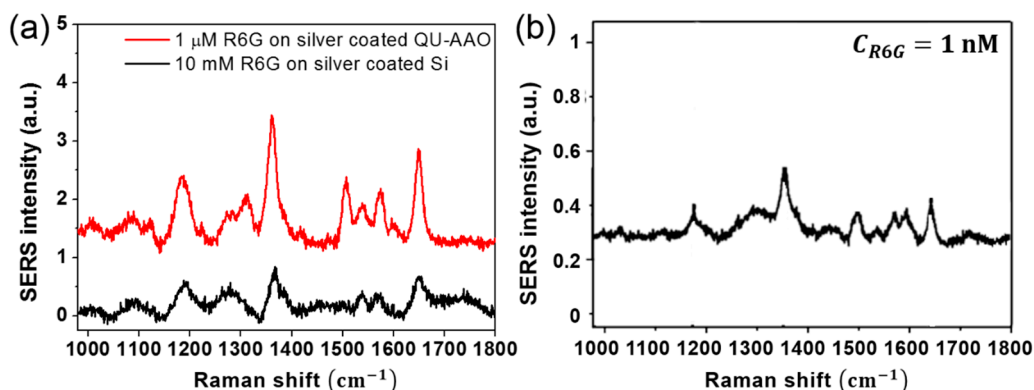 (a)
5
4
3
2
1
0
SERS intensity (a.u.)
1 μM R6G on silver coated QU-AAO
10 mM R6G on silver coated Si
1000 1100 1200 1300 1400 1500 1600 1700 1800
Raman shift (cm⁻¹)
(b)
1
0.8
0.6
0.4
0.2
0
SERS intensity (a.u.)
C_R6G = 1 nM
1000 1100 1200 1300 1400 1500 1600 1700 1800
Raman shift (cm⁻¹)